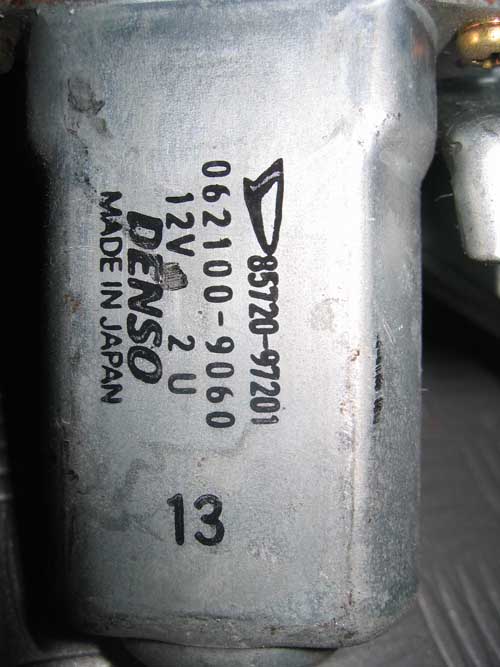 85720-97201
062100-9060
12V 2U
DENSO
MADE IN JAPAN
13